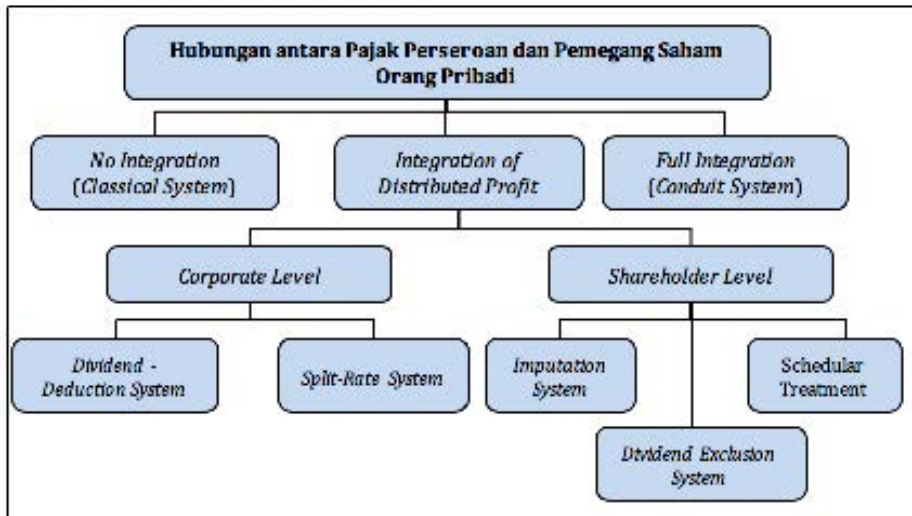 Hubungan antara Pajak Perseroan dan Pemegang Saham
Orang Pribadi
No Integration
(Classical System)
Integration of
Distributed Profit
Full Integration
(Conduit System)
Corporate Level
Shareholder Level
Dividend -
Deduction System
Split-Rate System
Imputation
System
Schedular
Treatment
Dividend Exclusion
System